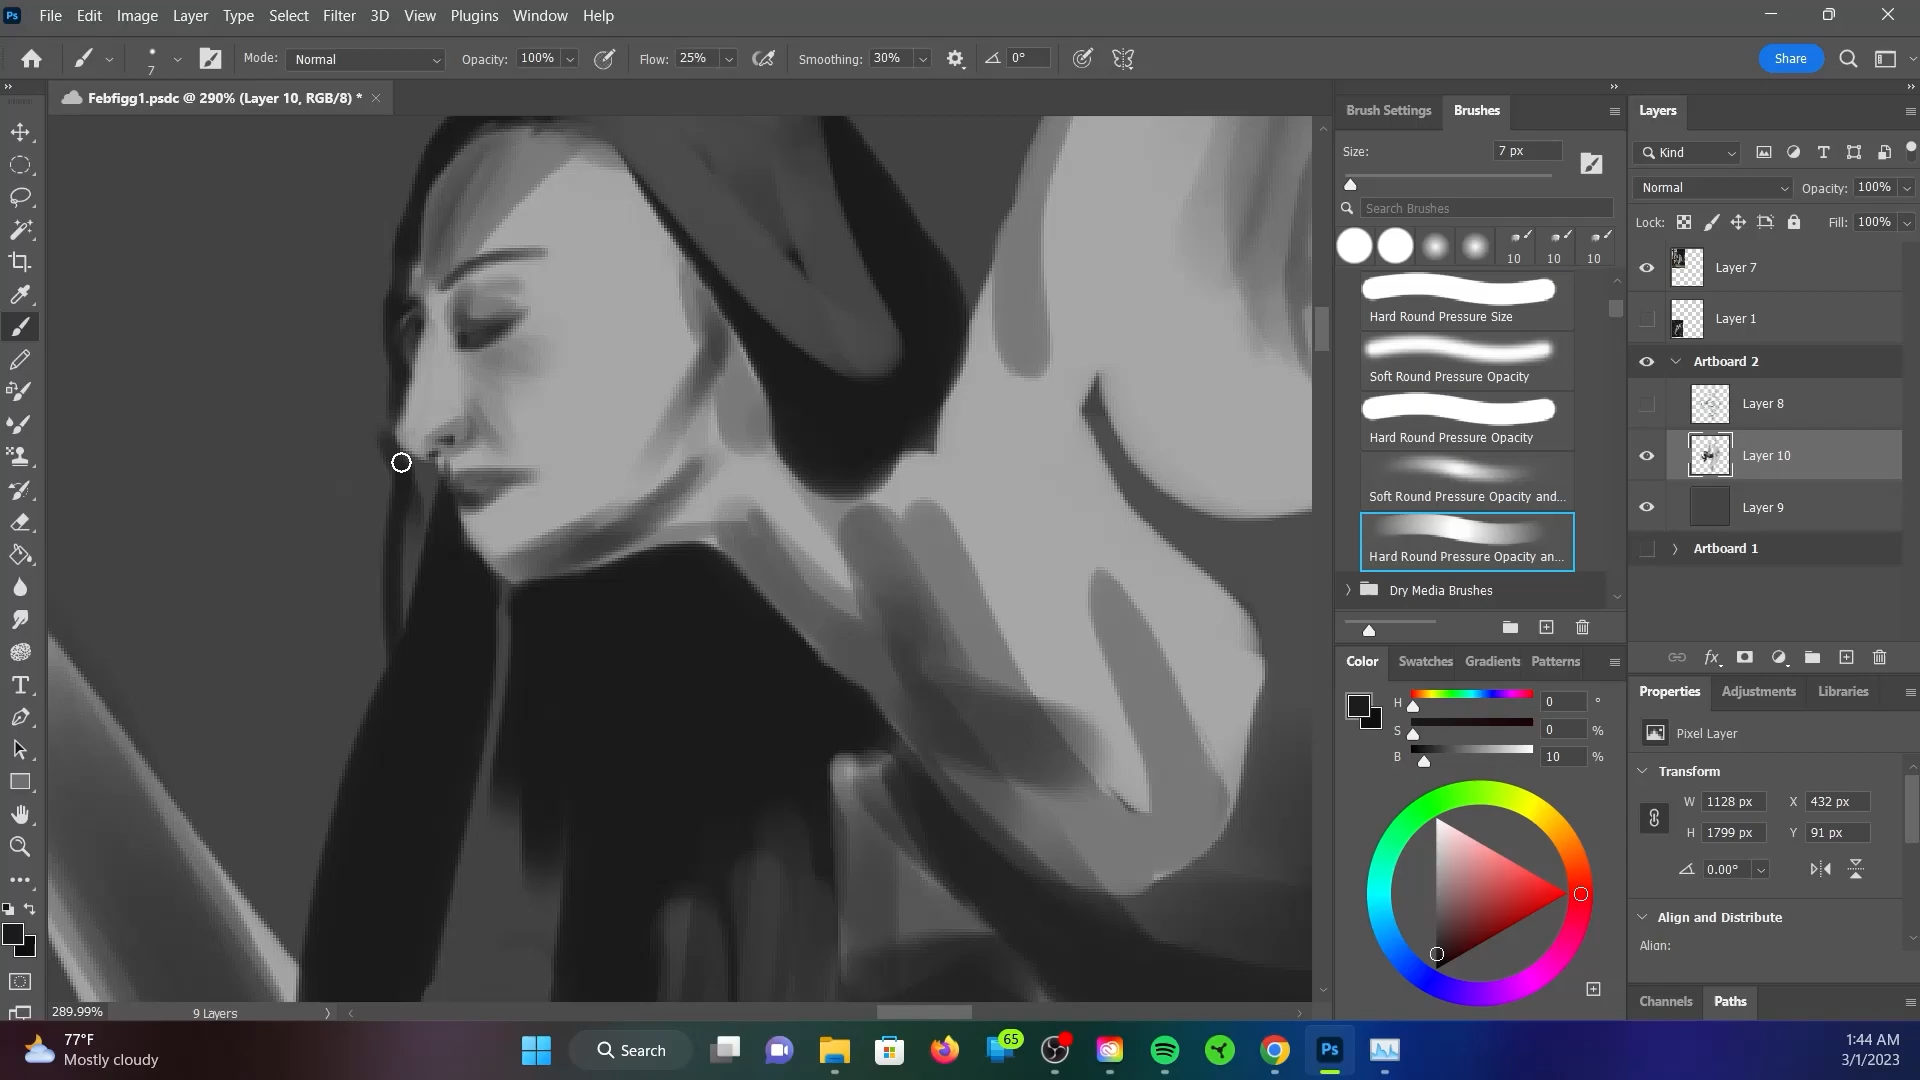 Ps File Edit Image Layer Type Select Filter 3D View Plugins Window Help
7 Mode: Normal Opacity: 100% Flow: 25% Smoothing: 30% 0° Share
Febfigg1.psdc @ 290% (Layer 10, RGB/8) *
Brush Settings Brushes
Size: 7 px
Search Brushes
10 10 10
Hard Round Pressure Size
Soft Round Pressure Opacity
Hard Round Pressure Opacity
Soft Round Pressure Opacity and...
Hard Round Pressure Opacity an...
Dry Media Brushes
Color Swatches Gradients Patterns
H 0 °
S 0 %
B 10 %
Layers
Kind
Normal Opacity: 100%
Lock: Fill: 100%
Layer 7
Layer 1
Artboard 2
Layer 8
Layer 10
Layer 9
Artboard 1
fx
Properties Adjustments Libraries
Pixel Layer
Transform
W 1128 px X 432 px
H 1799 px Y 91 px
0.00°
Align and Distribute
Align:
Channels Paths
289.99% 9 Layers
77°F
Mostly cloudy
Search
65
Ps
1:44 AM
3/1/2023